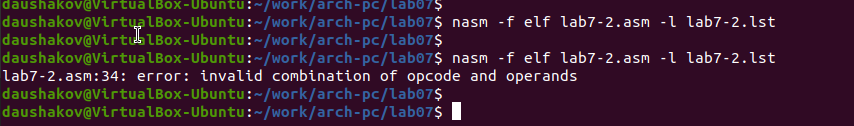 daushakov@VirtualBox-Ubuntu:~/work/arch-pc/lab07$
daushakov@VirtualBox-Ubuntu:~/work/arch-pc/lab07$ nasm -f elf lab7-2.asm -l lab7-2.lst
daushakov@VirtualBox-Ubuntu:~/work/arch-pc/lab07$
daushakov@VirtualBox-Ubuntu:~/work/arch-pc/lab07$ nasm -f elf lab7-2.asm -l lab7-2.lst
lab7-2.asm:34: error: invalid combination of opcode and operands
daushakov@VirtualBox-Ubuntu:~/work/arch-pc/lab07$
daushakov@VirtualBox-Ubuntu:~/work/arch-pc/lab07$